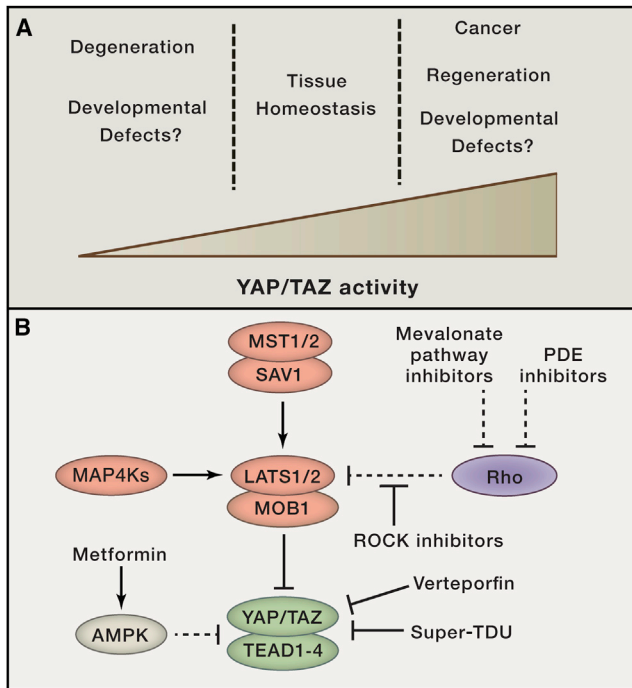 A
Degeneration
Developmental
Defects?
Tissue
Homeostasis
Cancer
Regeneration
Developmental
Defects?
YAP/TAZ activity
B
MST1/2
SAV1
Mevalonate
pathway
inhibitors
PDE
inhibitors
MAP4Ks
LATS1/2
MOB1
Rho
ROCK inhibitors
Metformin
AMPK
YAP/TAZ
TEAD1-4
Verteporfin
Super-TDU